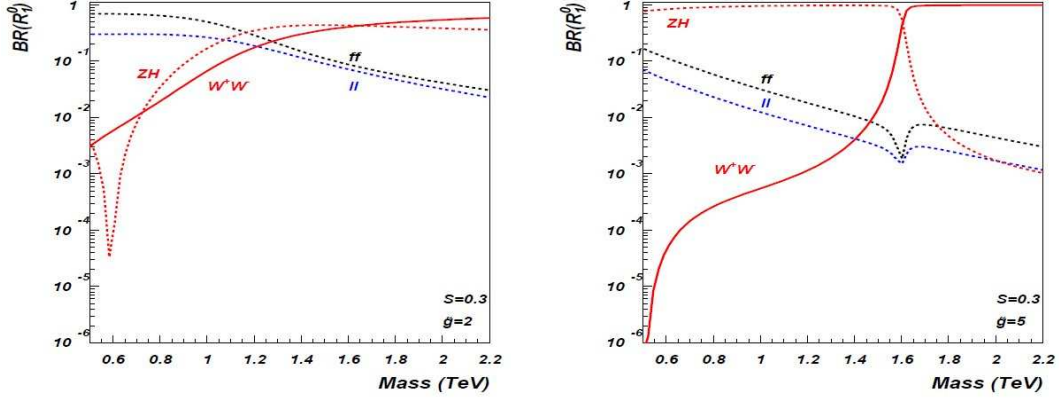 BR(R₁⁰)
1
10⁻¹
10⁻²
10⁻³
10⁻⁴
10⁻⁵
10⁻⁶
ZH
W⁺W⁻
ff
ll
S=0.3
g̃=2
0.6 0.8 1 1.2 1.4 1.6 1.8 2 2.2
Mass (TeV)
BR(R₁⁰)
1
10⁻¹
10⁻²
10⁻³
10⁻⁴
10⁻⁵
10⁻⁶
ZH
ff
ll
W⁺W⁻
S=0.3
g̃=5
0.6 0.8 1 1.2 1.4 1.6 1.8 2 2.2
Mass (TeV)